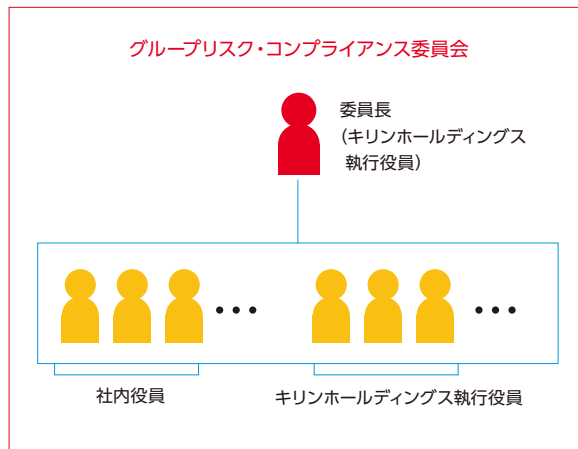 グループリスク・コンプライアンス委員会
委員長
（キリンホールディングス
執行役員）
社内役員
キリンホールディングス執行役員